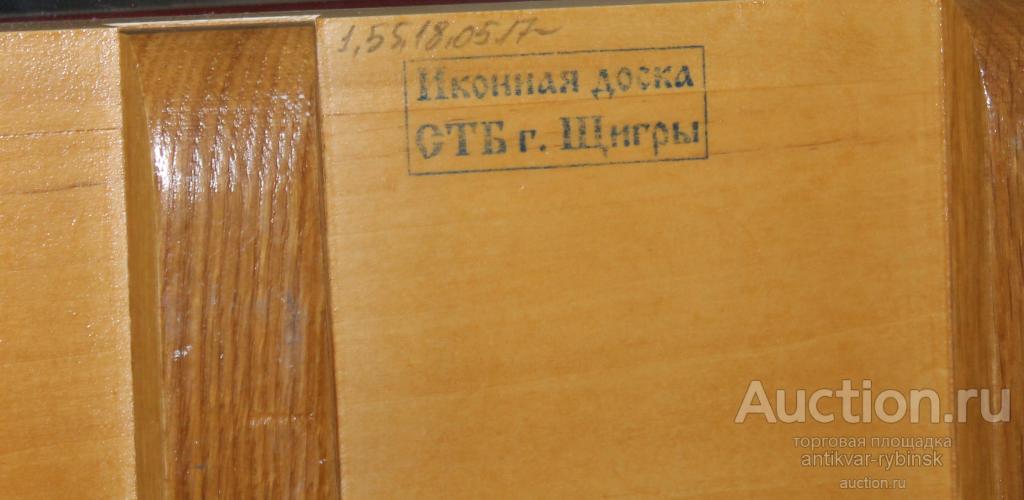 1,55,18,05,17~
Иконная доска
СТБ г. Щигры
Auction.ru
торговая площадка
antikvar-rybinsk
auction.ru